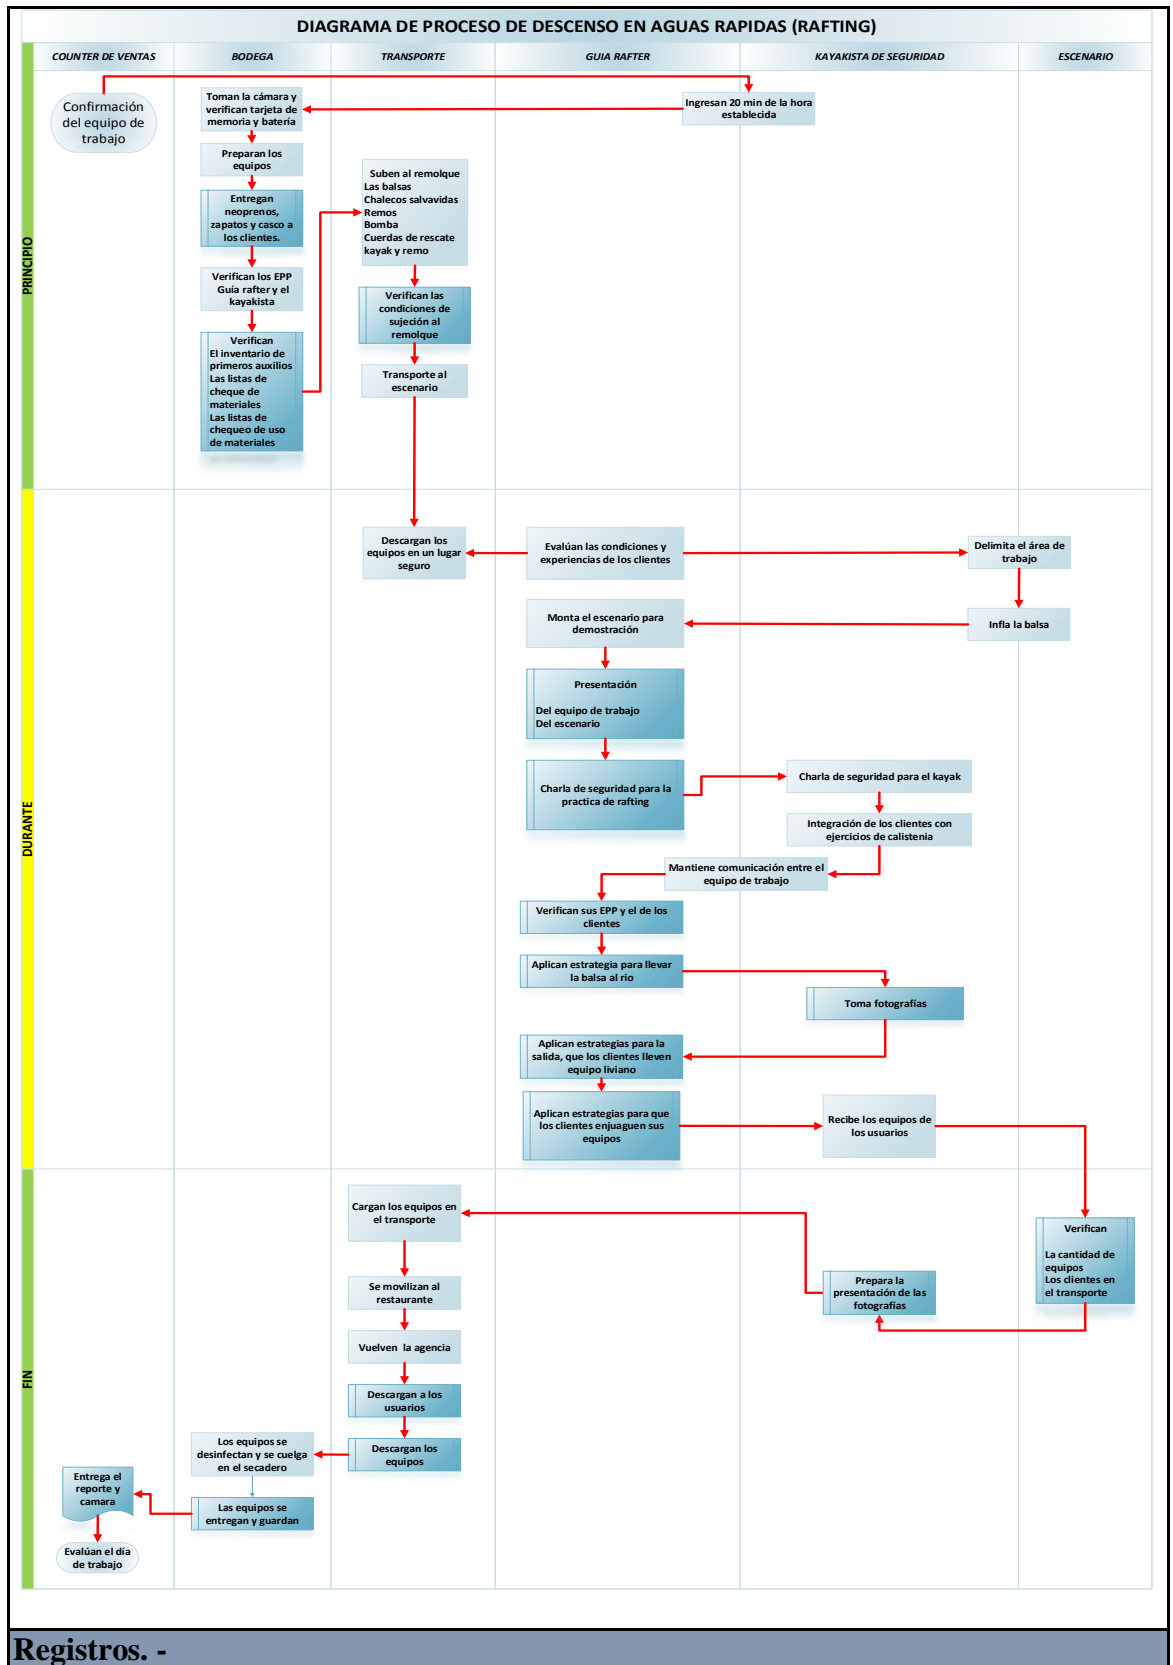 DIAGRAMA DE PROCESO DE DESCENSO EN AGUAS RAPIDAS (RAFTING)
COUNTER DE VENTAS
BODEGA
TRANSPORTE
GUIA RAFTER
KAYAKISTA DE SEGURIDAD
ESCENARIO
PRINCIPIO
Confirmación
del equipo de
trabajo
Ingresan 20 min de la hora
establecida
Toman la cámara y
verifican tarjeta de
memoria y batería
Preparan los
equipos
Entregan
neoprenos,
zapatos y casco a
los clientes.
Verifican los EPP
Guía rafter y el
kayakista
Verifican
El inventario de
primeros auxilios
Las listas de
cheque de
materiales
Las listas de
chequeo de uso
de materiales
Suben al remolque
Las balsas
Chalecos salvavidas
Remos
Bomba
Cuerdas de rescate
kayak y remo
Verifican las
condiciones de
sujeción al
remolque
Transporte al
escenario
DURANTE
Descargan los
equipos en un lugar
seguro
Evalúan las condiciones y
experiencias de los clientes
Delimita el área de
trabajo
Infla la balsa
Monta el escenario para
demostración
Presentación
Del equipo de trabajo
Del escenario
Charla de seguridad para la
practica de rafting
Charla de seguridad para el kayak
Integración de los clientes con
ejercicios de calistenia
Mantiene comunicación entre el
equipo de trabajo
Verifican sus EPP y el de los
clientes
Aplican estrategia para llevar
la balsa al rio
Toma fotografías
Aplican estrategias para la
salida, que los clientes lleven
equipo liviano
Aplican estrategias para que
los clientes enjuaguen sus
equipos
Recibe los equipos de
los usuarios
FIN
Verifican
La cantidad de
equipos
Los clientes en
el transporte
Prepara la
presentación de las
fotografías
Cargan los equipos en
el transporte
Se movilizan al
restaurante
Vuelven la agencia
Descargan a los
usuarios
Descargan los
equipos
Los equipos se
desinfectan y se cuelga
en el secadero
Las equipos se
entregan y guardan
Entrega el
reporte y
camara
Evalúan el día
de trabajo
Registros. -